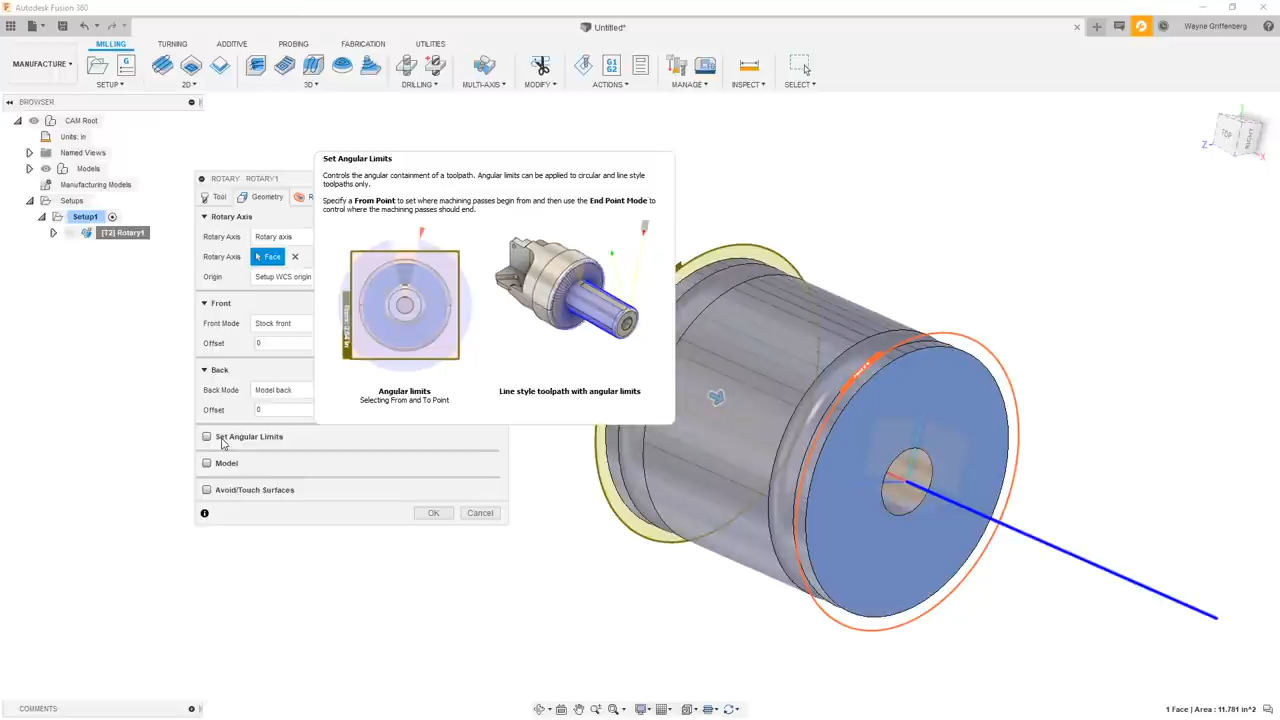 Autodesk Fusion 360
Untitled*
Wayne Griffenberg
MILLING TURNING ADDITIVE PROBING FABRICATION UTILITIES
MANUFACTURE
G
G1
G2
SETUP 2D 3D DRILLING MULTI-AXIS MODIFY ACTIONS MANAGE INSPECT SELECT
BROWSER
CAM Root
Units: in
Named Views
Models
Manufacturing Models
Setups
Setup1
[T2] Rotary1
ROTARY : ROTARY1
Tool Geometry
Rotary Axis
Rotary Axis Rotary axis
Rotary Axis Face
Origin Setup WCS origin
Front
Front Mode Stock front
Offset 0
Back
Back Mode Model back
Offset 0
Set Angular Limits
Model
Avoid/Touch Surfaces
OK Cancel
Set Angular Limits
Controls the angular containment of a toolpath. Angular limits can be applied to circular and line style
toolpaths only.
Specify a From Point to set where machining passes begin from and then use the End Point Mode to
control where the machining passes should end.
Angular limits
Selecting From and To Point
Line style toolpath with angular limits
TOP
Z
X
COMMENTS
1 Face | Area : 11.781 in^2